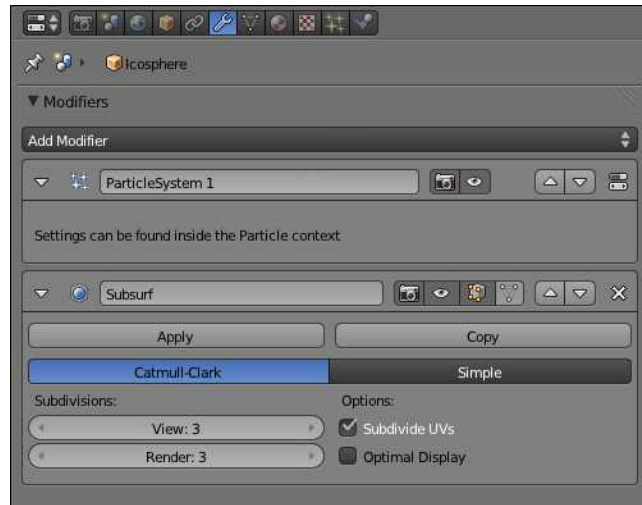 Icosphere
Modifiers
Add Modifier
ParticleSystem 1
Settings can be found inside the Particle context
Subsurf
Apply
Copy
Catmull-Clark
Simple
Subdivisions:
Options:
View: 3
Subdivide UVs
Render: 3
Optimal Display